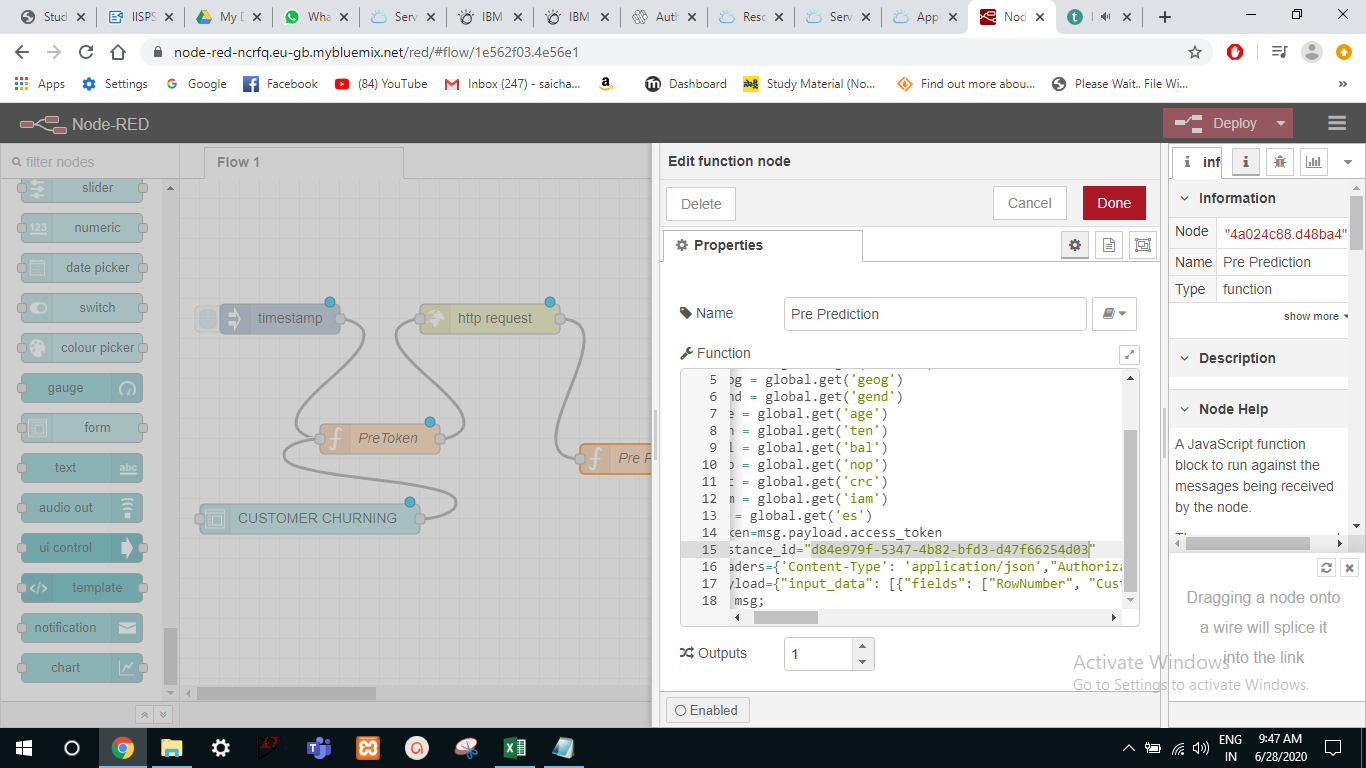 Stud
IISPS
My D
Wha
Serv
IBM
IBM
Auth
Reso
Serv
Appl
Nod
node-red-ncrfq.eu-gb.mybluemix.net/red/#flow/1e562f03.4e56e1
Apps
Settings
Google
Facebook
(84) YouTube
Inbox (247) - saicha...
Dashboard
Study Material (No...
Find out more abou...
Please Wait.. File Wi...
Node-RED
Deploy
filter nodes
slider
numeric
date picker
switch
colour picker
gauge
form
text
audio out
ui control
template
notification
chart
Flow 1
timestamp
http request
PreToken
Pre P
CUSTOMER CHURNING
Edit function node
Delete
Cancel
Done
Properties
Name
Pre Prediction
Function
5 og = global.get('geog')
6 nd = global.get('gend')
7 e = global.get('age')
8 n = global.get('ten')
9 l = global.get('bal')
10 p = global.get('nop')
11 c = global.get('crc')
12 m = global.get('iam')
13 = global.get('es')
14 ken=msg.payload.access_token
15 stance_id="d84e979f-5347-4b82-bfd3-d47f66254d03"
16 aders={'Content-Type': 'application/json',"Authoriza
17 yload={"input_data": [{"fields": ["RowNumber", "Cust
18 msg;
Outputs
1
Enabled
inf
Information
Node "4a024c88.d48ba4"
Name Pre Prediction
Type function
show more
Description
Node Help
A JavaScript function
block to run against the
messages being received
by the node.
Dragging a node onto
a wire will splice it
into the link
Activate Windows
Go to Settings to activate Windows.
ENG
IN
9:47 AM
6/28/2020